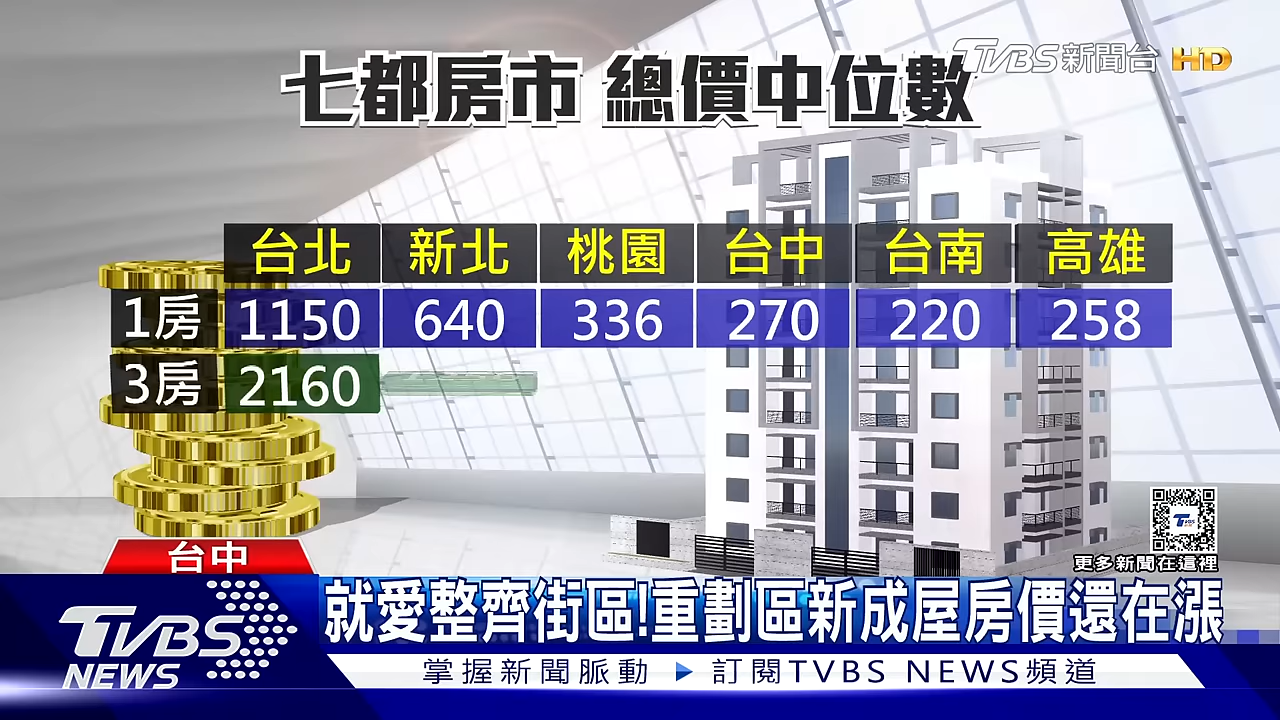 TVBS新聞台 HD
七都房市 總價中位數
台北 新北 桃園 台中 台南 高雄
1房 1150 640 336 270 220 258
3房 2160
TVBS
更多新聞在這裡
台中
就愛整齊街區!重劃區新成屋房價還在漲
TVBS
NEWS
掌握新聞脈動 訂閱TVBS NEWS頻道